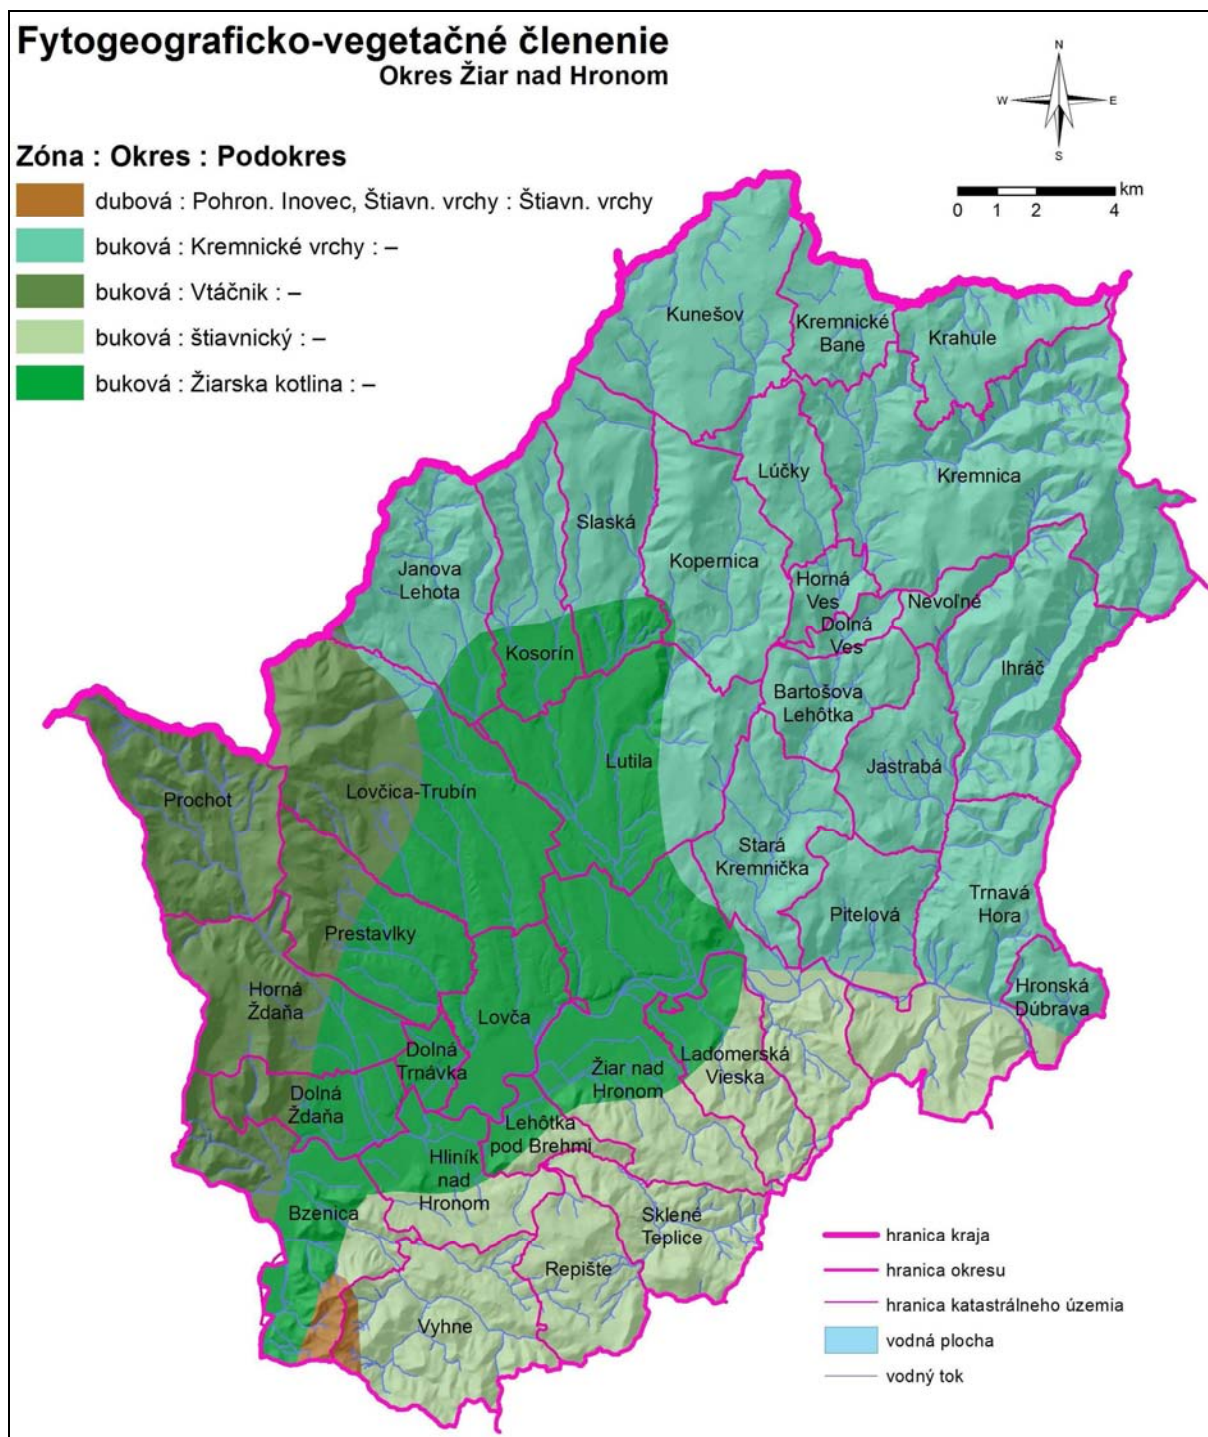 Fytogeograficko-vegetačné členenie
Okres Žiar nad Hronom
N
W
E
S
km
0 1 2 4
Zóna : Okres : Podokres
dubová : Pohron. Inovec, Štiavn. vrchy : Štiavn. vrchy
buková : Kremnické vrchy : –
buková : Vtáčnik : –
buková : štiavnický : –
buková : Žiarska kotlina : –
Kunešov
Kremnické
Bane
Krahule
Lúčky
Kremnica
Slaská
Kopernica
Janova
Lehota
Horná
Ves
Nevoľné
Dolná
Ves
Kosorín
Ihráč
Bartošova
Lehôtka
Lutila
Jastrabá
Prochot
Lovčica-Trubín
Stará
Kremnička
Trnavá
Hora
Pitelová
Prestavlky
Horná
Ždaňa
Hronská
Dúbrava
Lovča
Dolná
Trnávka
Žiar nad
Hronom
Ladomerská
Vieska
Dolná
Ždaňa
Lehôtka
pod Brehmi
Hliník
nad
Hronom
Bzenica
Sklené
Teplice
Repište
Vyhne
hranica kraja
hranica okresu
hranica katastrálneho územia
vodná plocha
vodný tok